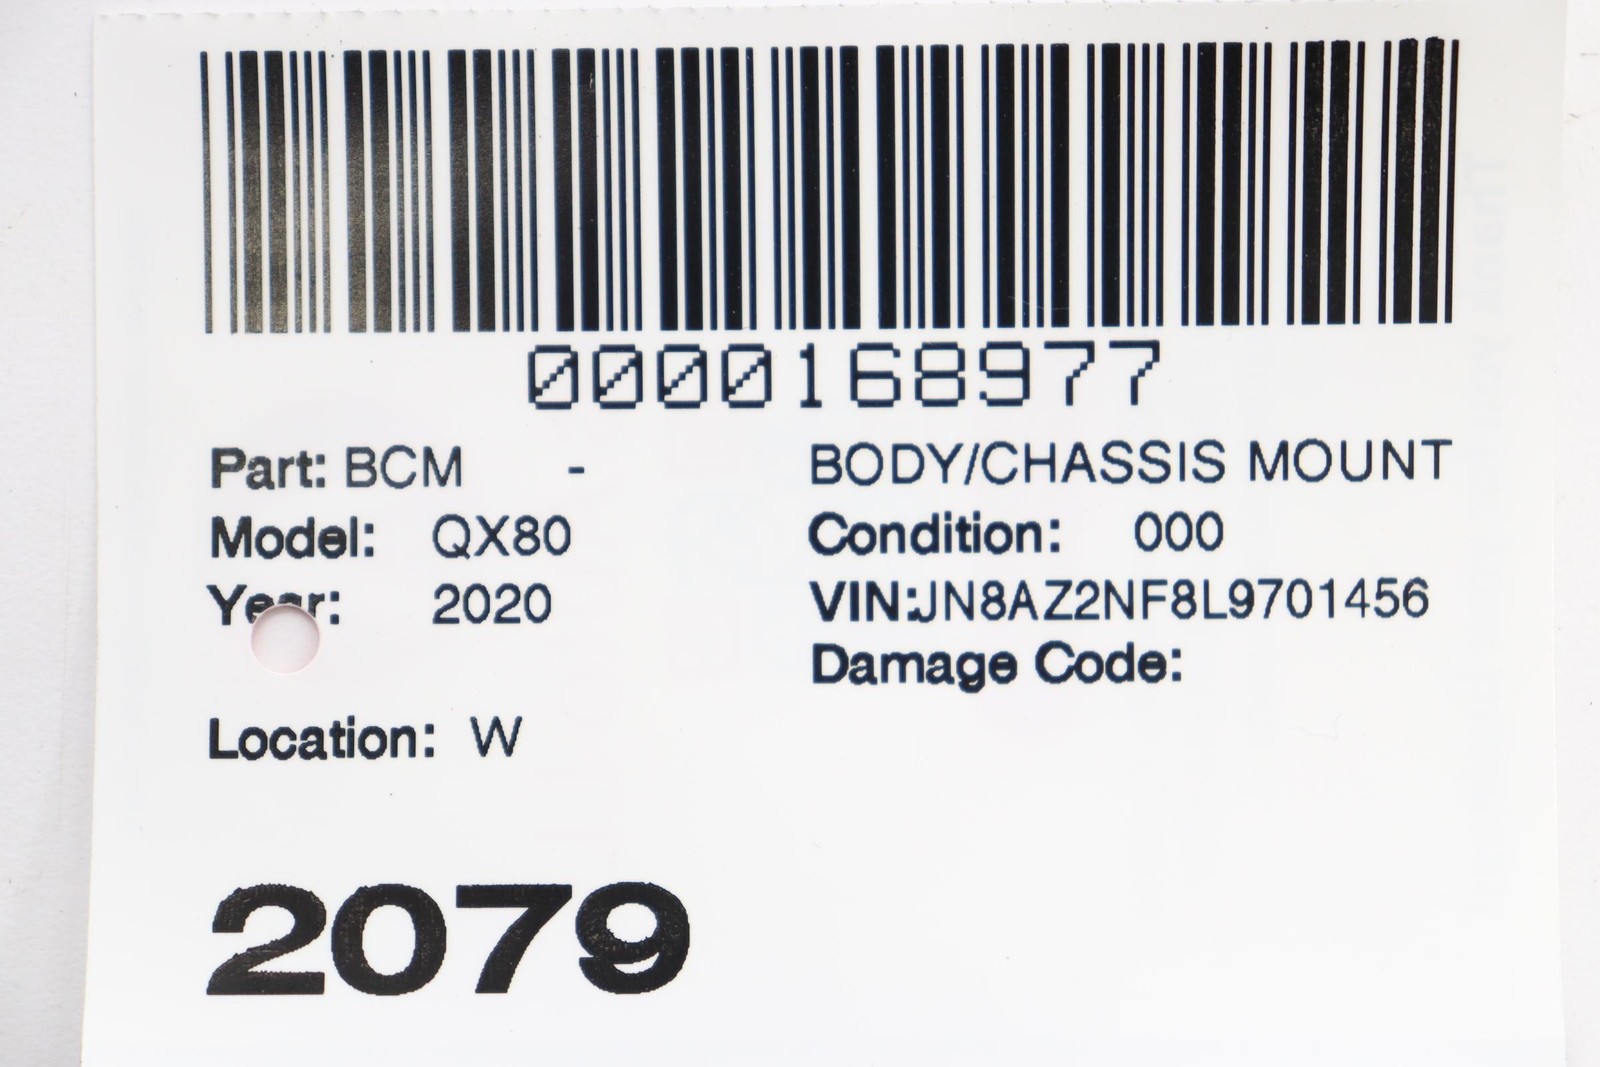 0000168977
Part: BCM - BODY/CHASSIS MOUNT
Model: QX80 Condition: 000
Year: 2020 VIN:JN8AZ2NF8L9701456
Damage Code:
Location: W
2079